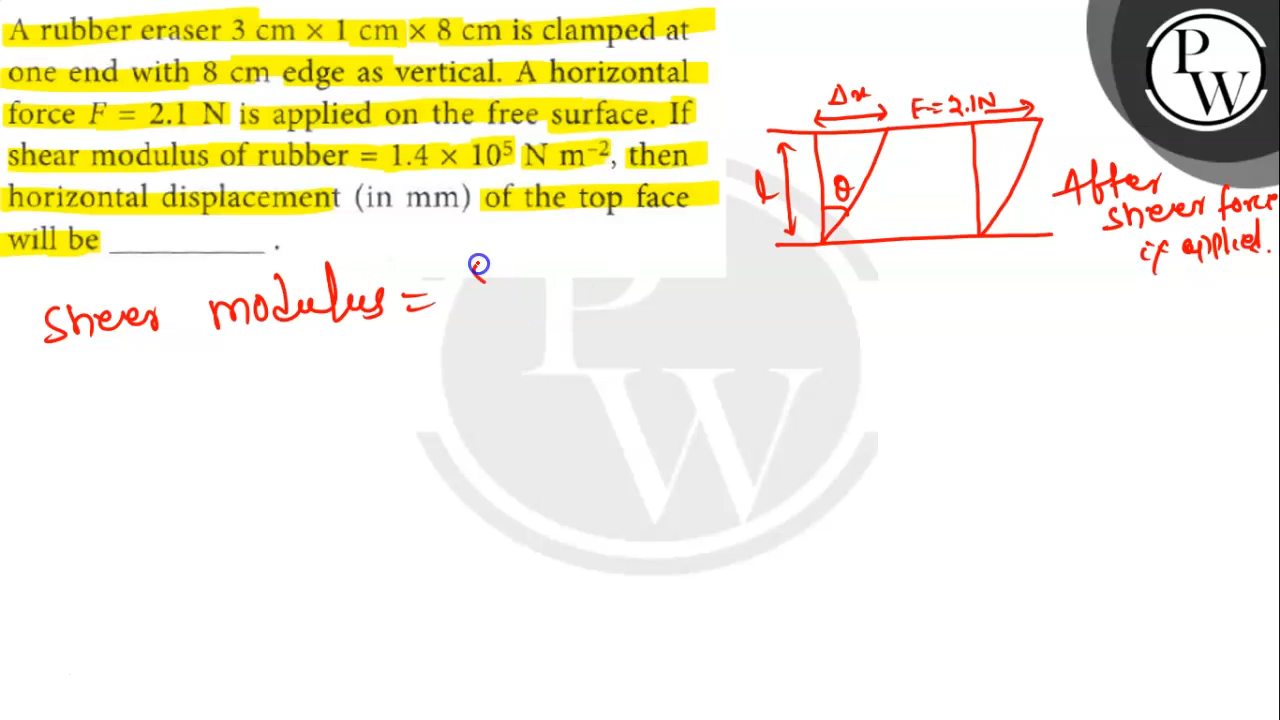 A rubber eraser 3 cm × 1 cm × 8 cm is clamped at
one end with 8 cm edge as vertical. A horizontal
force F = 2.1 N is applied on the free surface. If
shear modulus of rubber = 1.4 × 10⁵ N m⁻², then
horizontal displacement (in mm) of the top face
will be __________ .
P
W
Δx
F = 2.1N
l
θ
After
sheer force
if applied.
Sheer modulus =
P
W